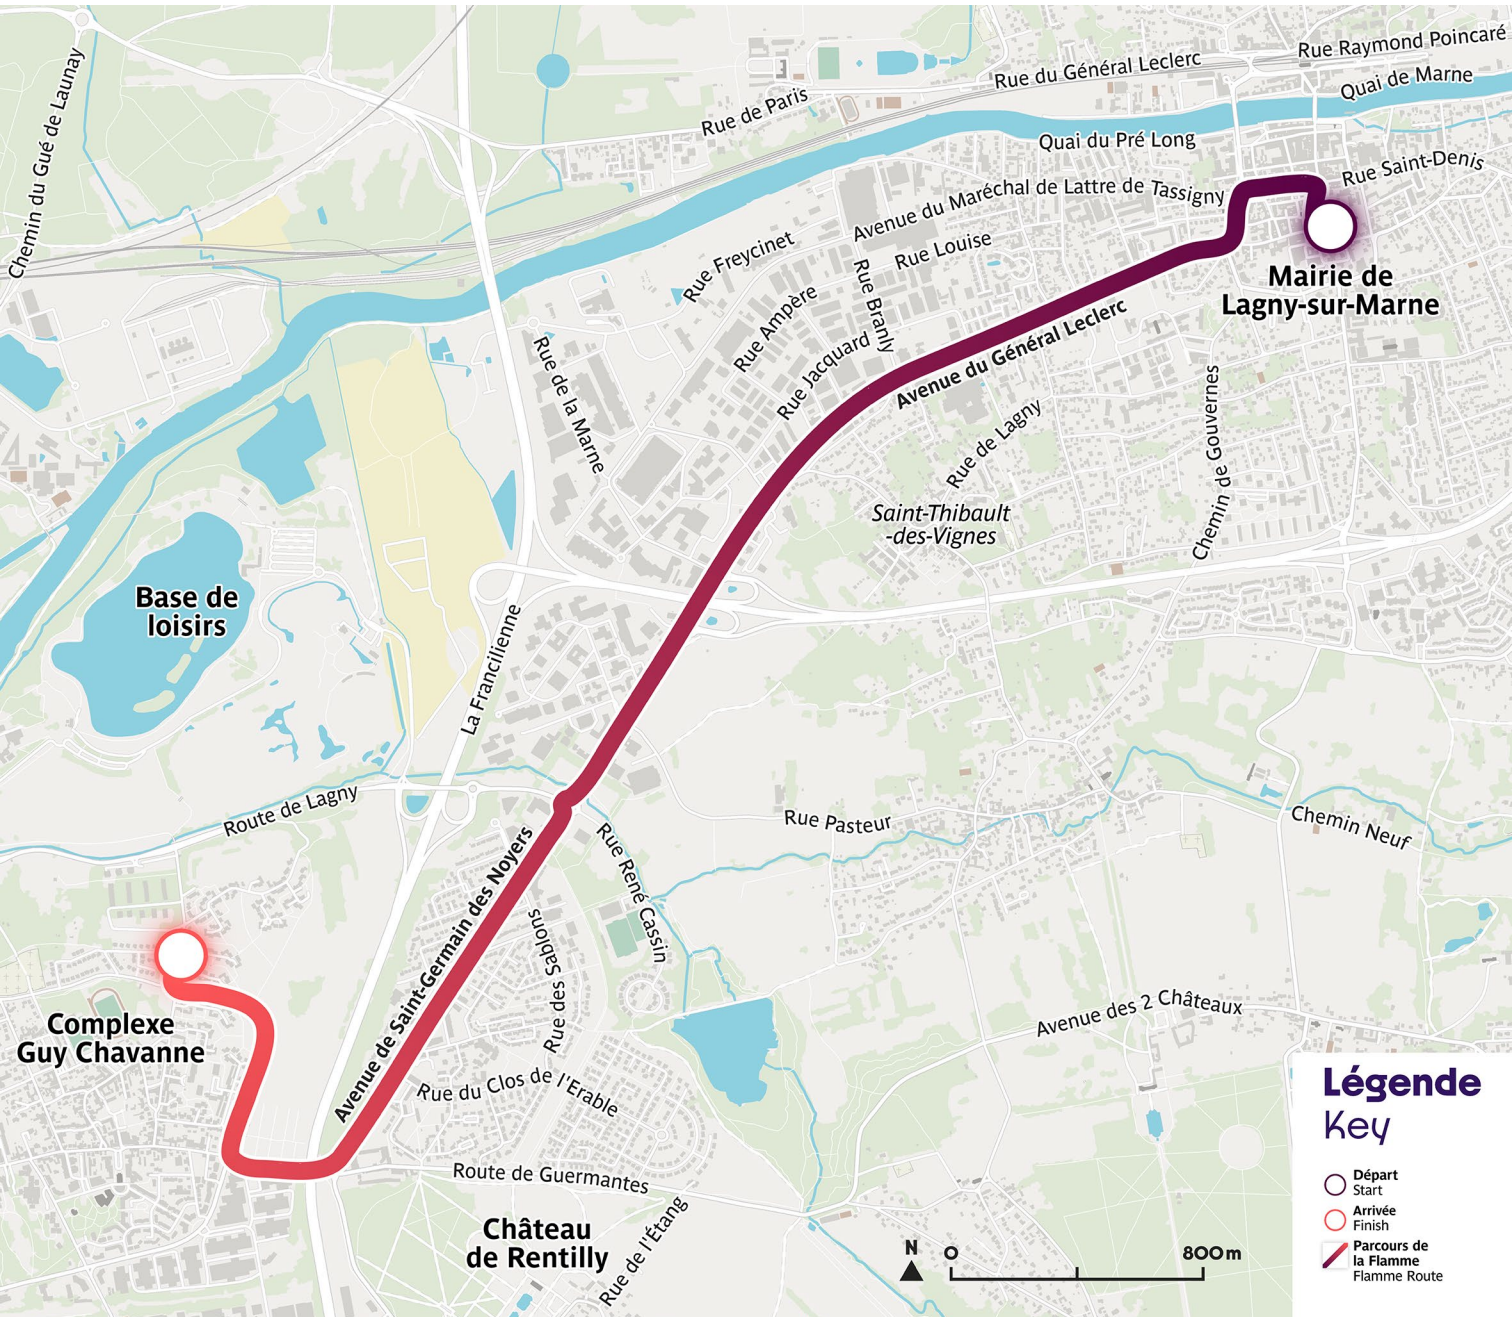 Rue Raymond Poincaré
Rue du Général Leclerc
Quai de Marne
Chemin du Gué de Launay
Rue de Paris
Quai du Pré Long
Rue Saint-Denis
Avenue du Maréchal de Lattre de Tassigny
Rue Freycinet
Rue Louise
Mairie de
Lagny-sur-Marne
Rue Ampère
Rue Branly
Rue Jacquard
Avenue du Général Leclerc
Rue de la Marne
Rue de Lagny
Chemin de Gouvernes
Saint-Thibault
-des-Vignes
Base de
loisirs
La Francilienne
Route de Lagny
Rue Pasteur
Chemin Neuf
Rue René Cassin
Avenue de Saint-Germain des Noyers
Rue des Sablons
Complexe
Guy Chavanne
Avenue des 2 Châteaux
Rue du Clos de l'Erable
Route de Guermantes
Château
de Rentilly
Rue de l'Étang
N 0 800 m
Légende
Key
Départ
Start
Arrivée
Finish
Parcours de
la Flamme
Flamme Route